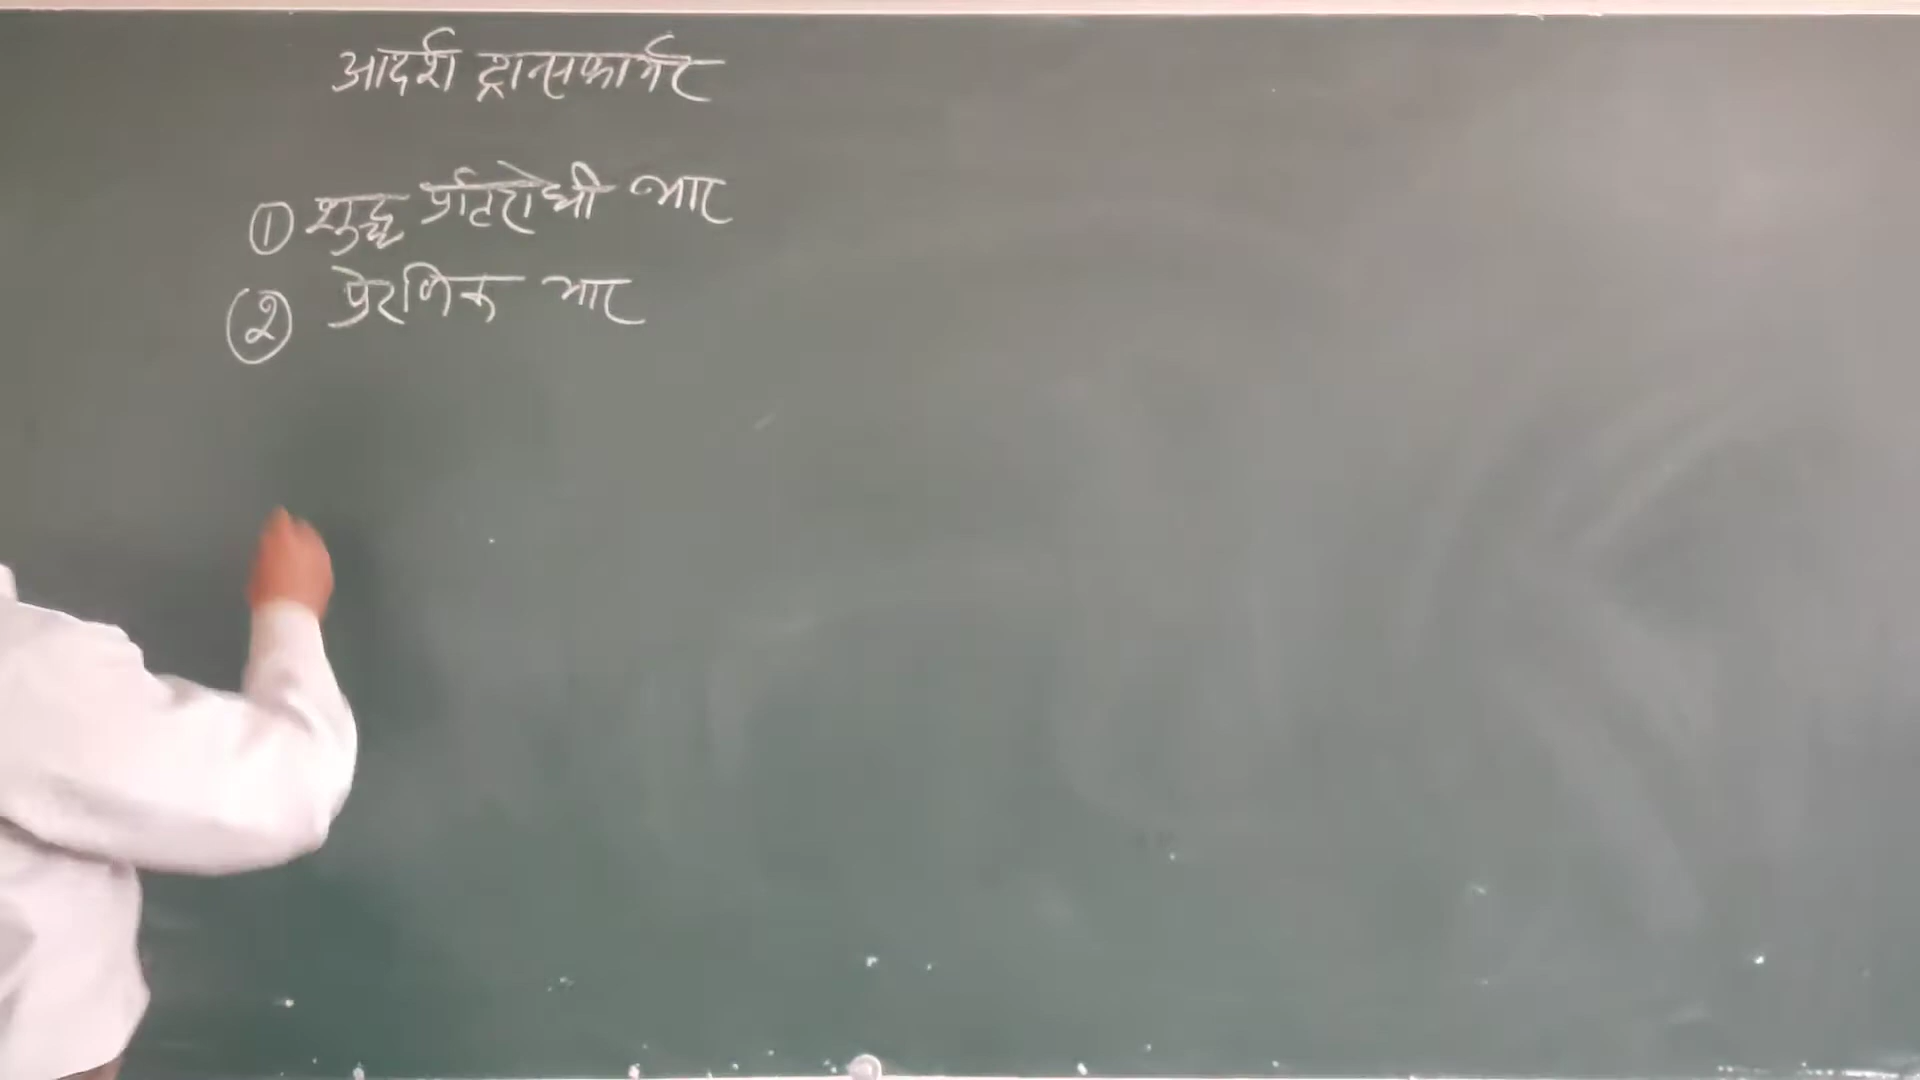 आदर्श ट्रान्सफार्मर
① शुद्ध प्रतिरोधी भार
② प्रेरणिक भार